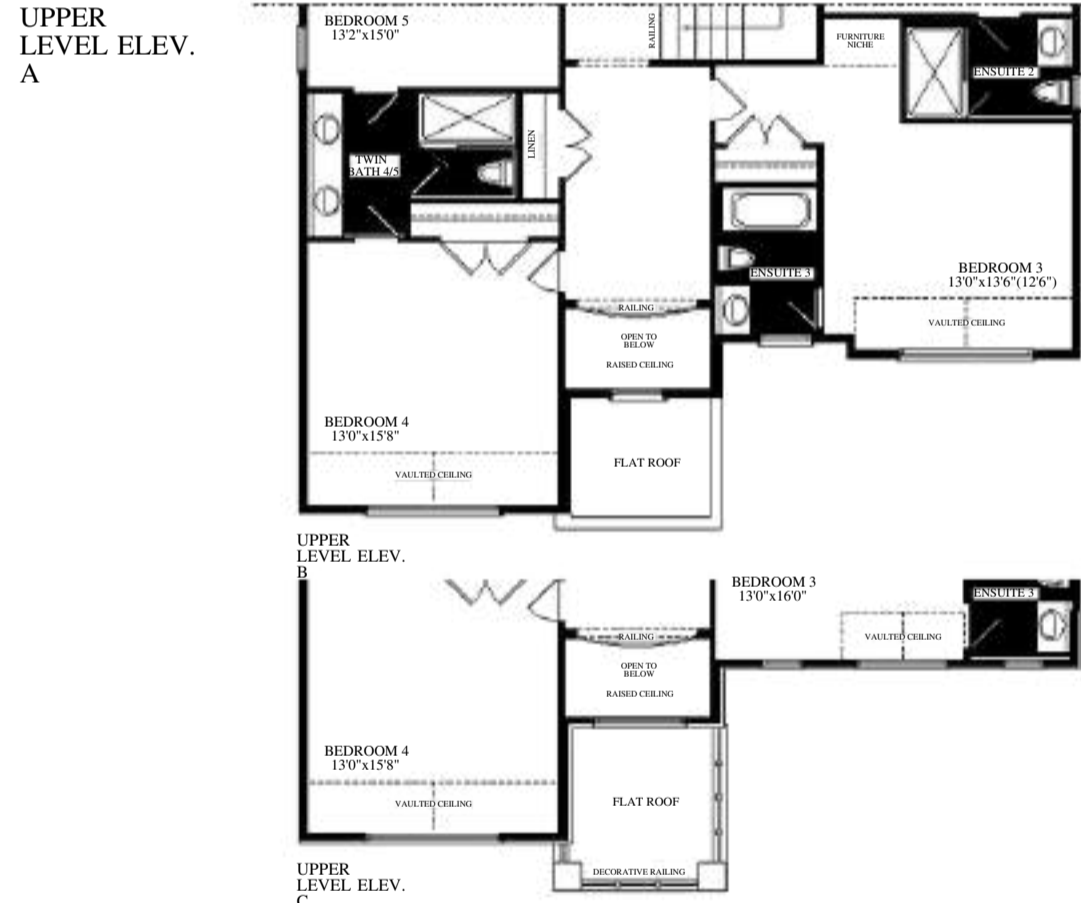 UPPER
LEVEL ELEV.
A
BEDROOM 5
13'2"x15'0"
RAILING
FURNITURE
NICHE
ENSUITE 2
TWIN
BATH 4/5
LINEN
ENSUITE 3
BEDROOM 3
13'0"x13'6"(12'6")
VAULTED CEILING
RAILING
OPEN TO
BELOW
RAISED CEILING
BEDROOM 4
13'0"x15'8"
VAULTED CEILING
FLAT ROOF
UPPER
LEVEL ELEV.
B
BEDROOM 3
13'0"x16'0"
ENSUITE 3
VAULTED CEILING
RAILING
OPEN TO
BELOW
RAISED CEILING
BEDROOM 4
13'0"x15'8"
VAULTED CEILING
FLAT ROOF
DECORATIVE RAILING
UPPER
LEVEL ELEV.
C